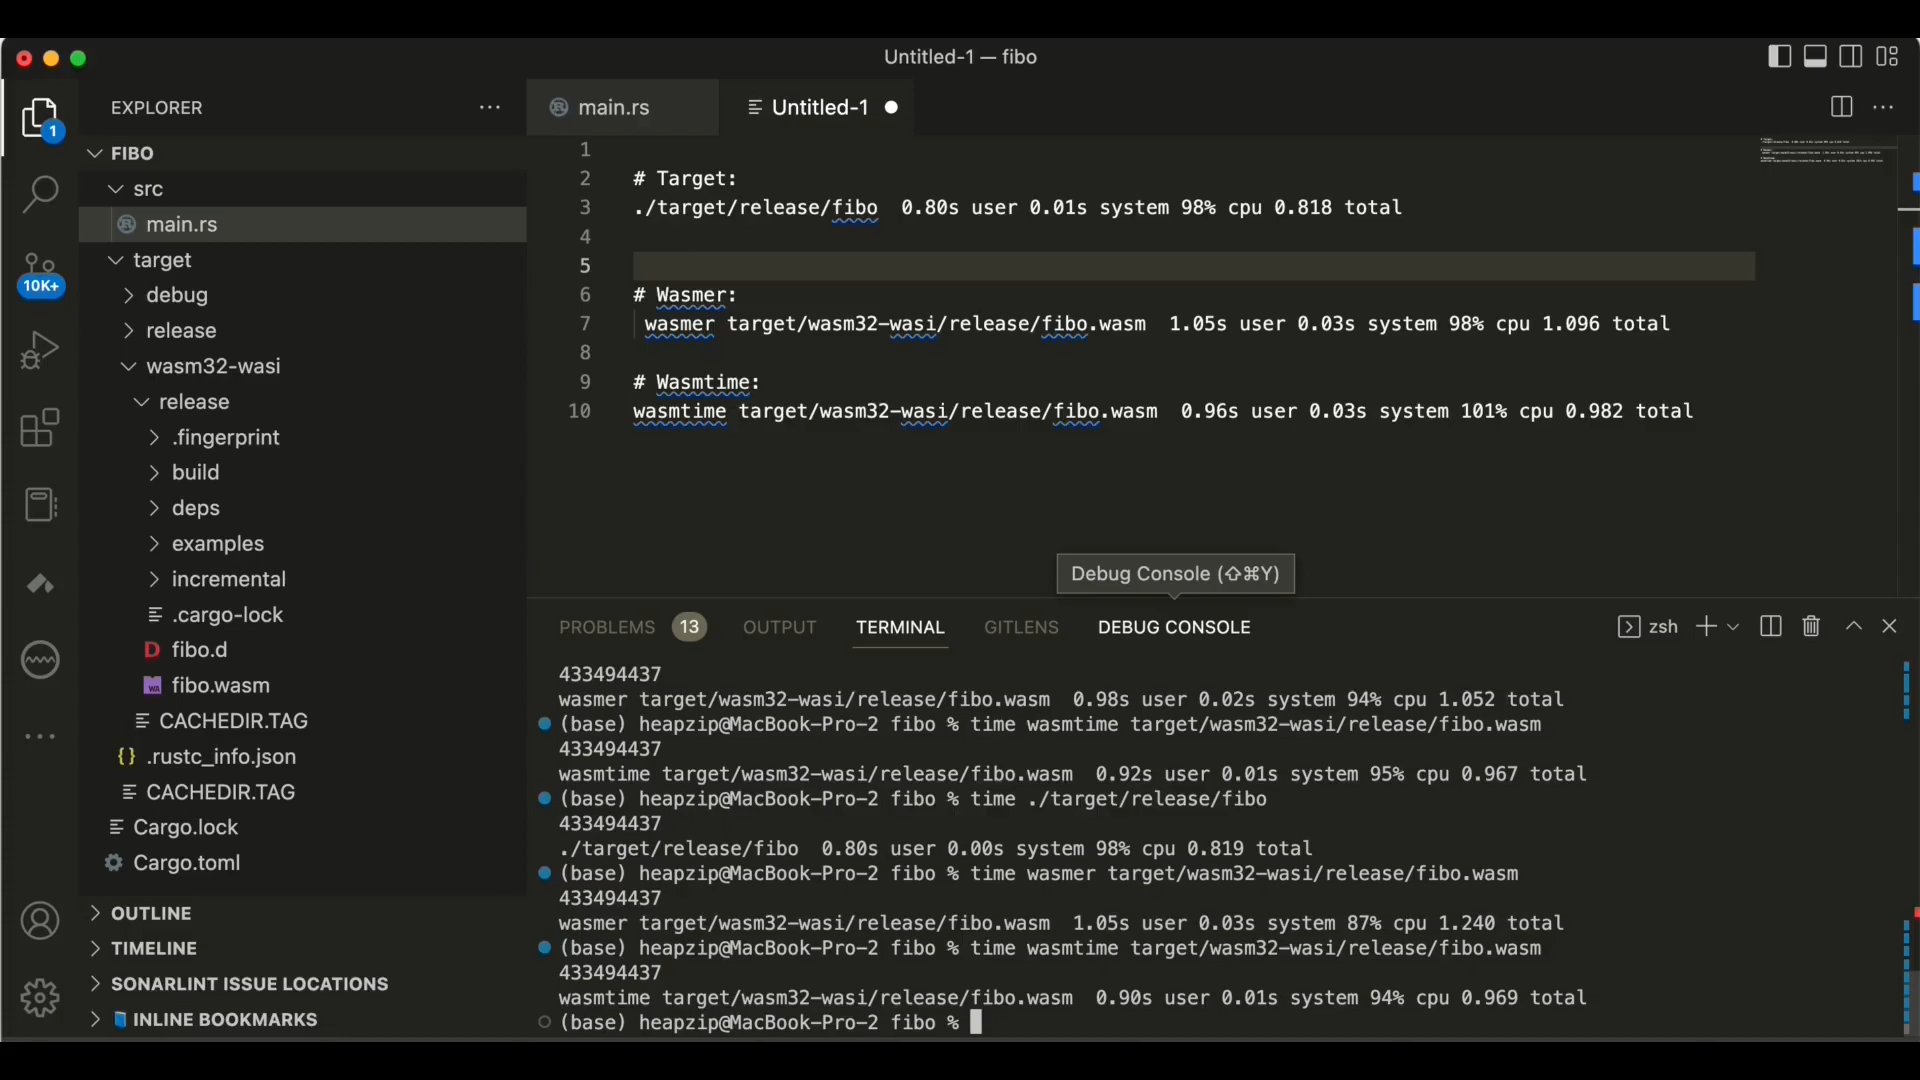 Untitled-1 — fibo
EXPLORER
main.rs
Untitled-1
1
FIBO
src
main.rs
target
debug
release
wasm32-wasi
release
.fingerprint
build
deps
examples
incremental
.cargo-lock
fibo.d
fibo.wasm
CACHEDIR.TAG
.rustc_info.json
CACHEDIR.TAG
Cargo.lock
Cargo.toml
OUTLINE
TIMELINE
SONARLINT ISSUE LOCATIONS
INLINE BOOKMARKS
10K+
1
2 # Target:
3 ./target/release/fibo  0.80s user 0.01s system 98% cpu 0.818 total
4
5
6 # Wasmer:
7 wasmer target/wasm32-wasi/release/fibo.wasm  1.05s user 0.03s system 98% cpu 1.096 total
8
9 # Wasmtime:
10 wasmtime target/wasm32-wasi/release/fibo.wasm  0.96s user 0.03s system 101% cpu 0.982 total
Debug Console (⇧⌘Y)
PROBLEMS 13 OUTPUT TERMINAL GITLENS DEBUG CONSOLE zsh
433494437
wasmer target/wasm32-wasi/release/fibo.wasm  0.98s user 0.02s system 94% cpu 1.052 total
(base) heapzip@MacBook-Pro-2 fibo % time wasmtime target/wasm32-wasi/release/fibo.wasm
433494437
wasmtime target/wasm32-wasi/release/fibo.wasm  0.92s user 0.01s system 95% cpu 0.967 total
(base) heapzip@MacBook-Pro-2 fibo % time ./target/release/fibo
433494437
./target/release/fibo  0.80s user 0.00s system 98% cpu 0.819 total
(base) heapzip@MacBook-Pro-2 fibo % time wasmer target/wasm32-wasi/release/fibo.wasm
433494437
wasmer target/wasm32-wasi/release/fibo.wasm  1.05s user 0.03s system 87% cpu 1.240 total
(base) heapzip@MacBook-Pro-2 fibo % time wasmtime target/wasm32-wasi/release/fibo.wasm
433494437
wasmtime target/wasm32-wasi/release/fibo.wasm  0.90s user 0.01s system 94% cpu 0.969 total
(base) heapzip@MacBook-Pro-2 fibo %